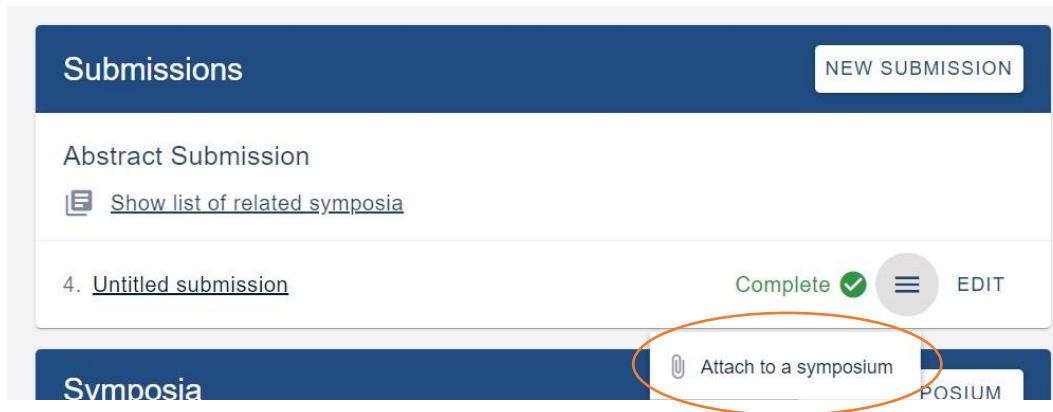 Submissions
NEW SUBMISSION
Abstract Submission
Show list of related symposia
4. Untitled submission
Complete
EDIT
Attach to a symposium
Symposia
POSIUM